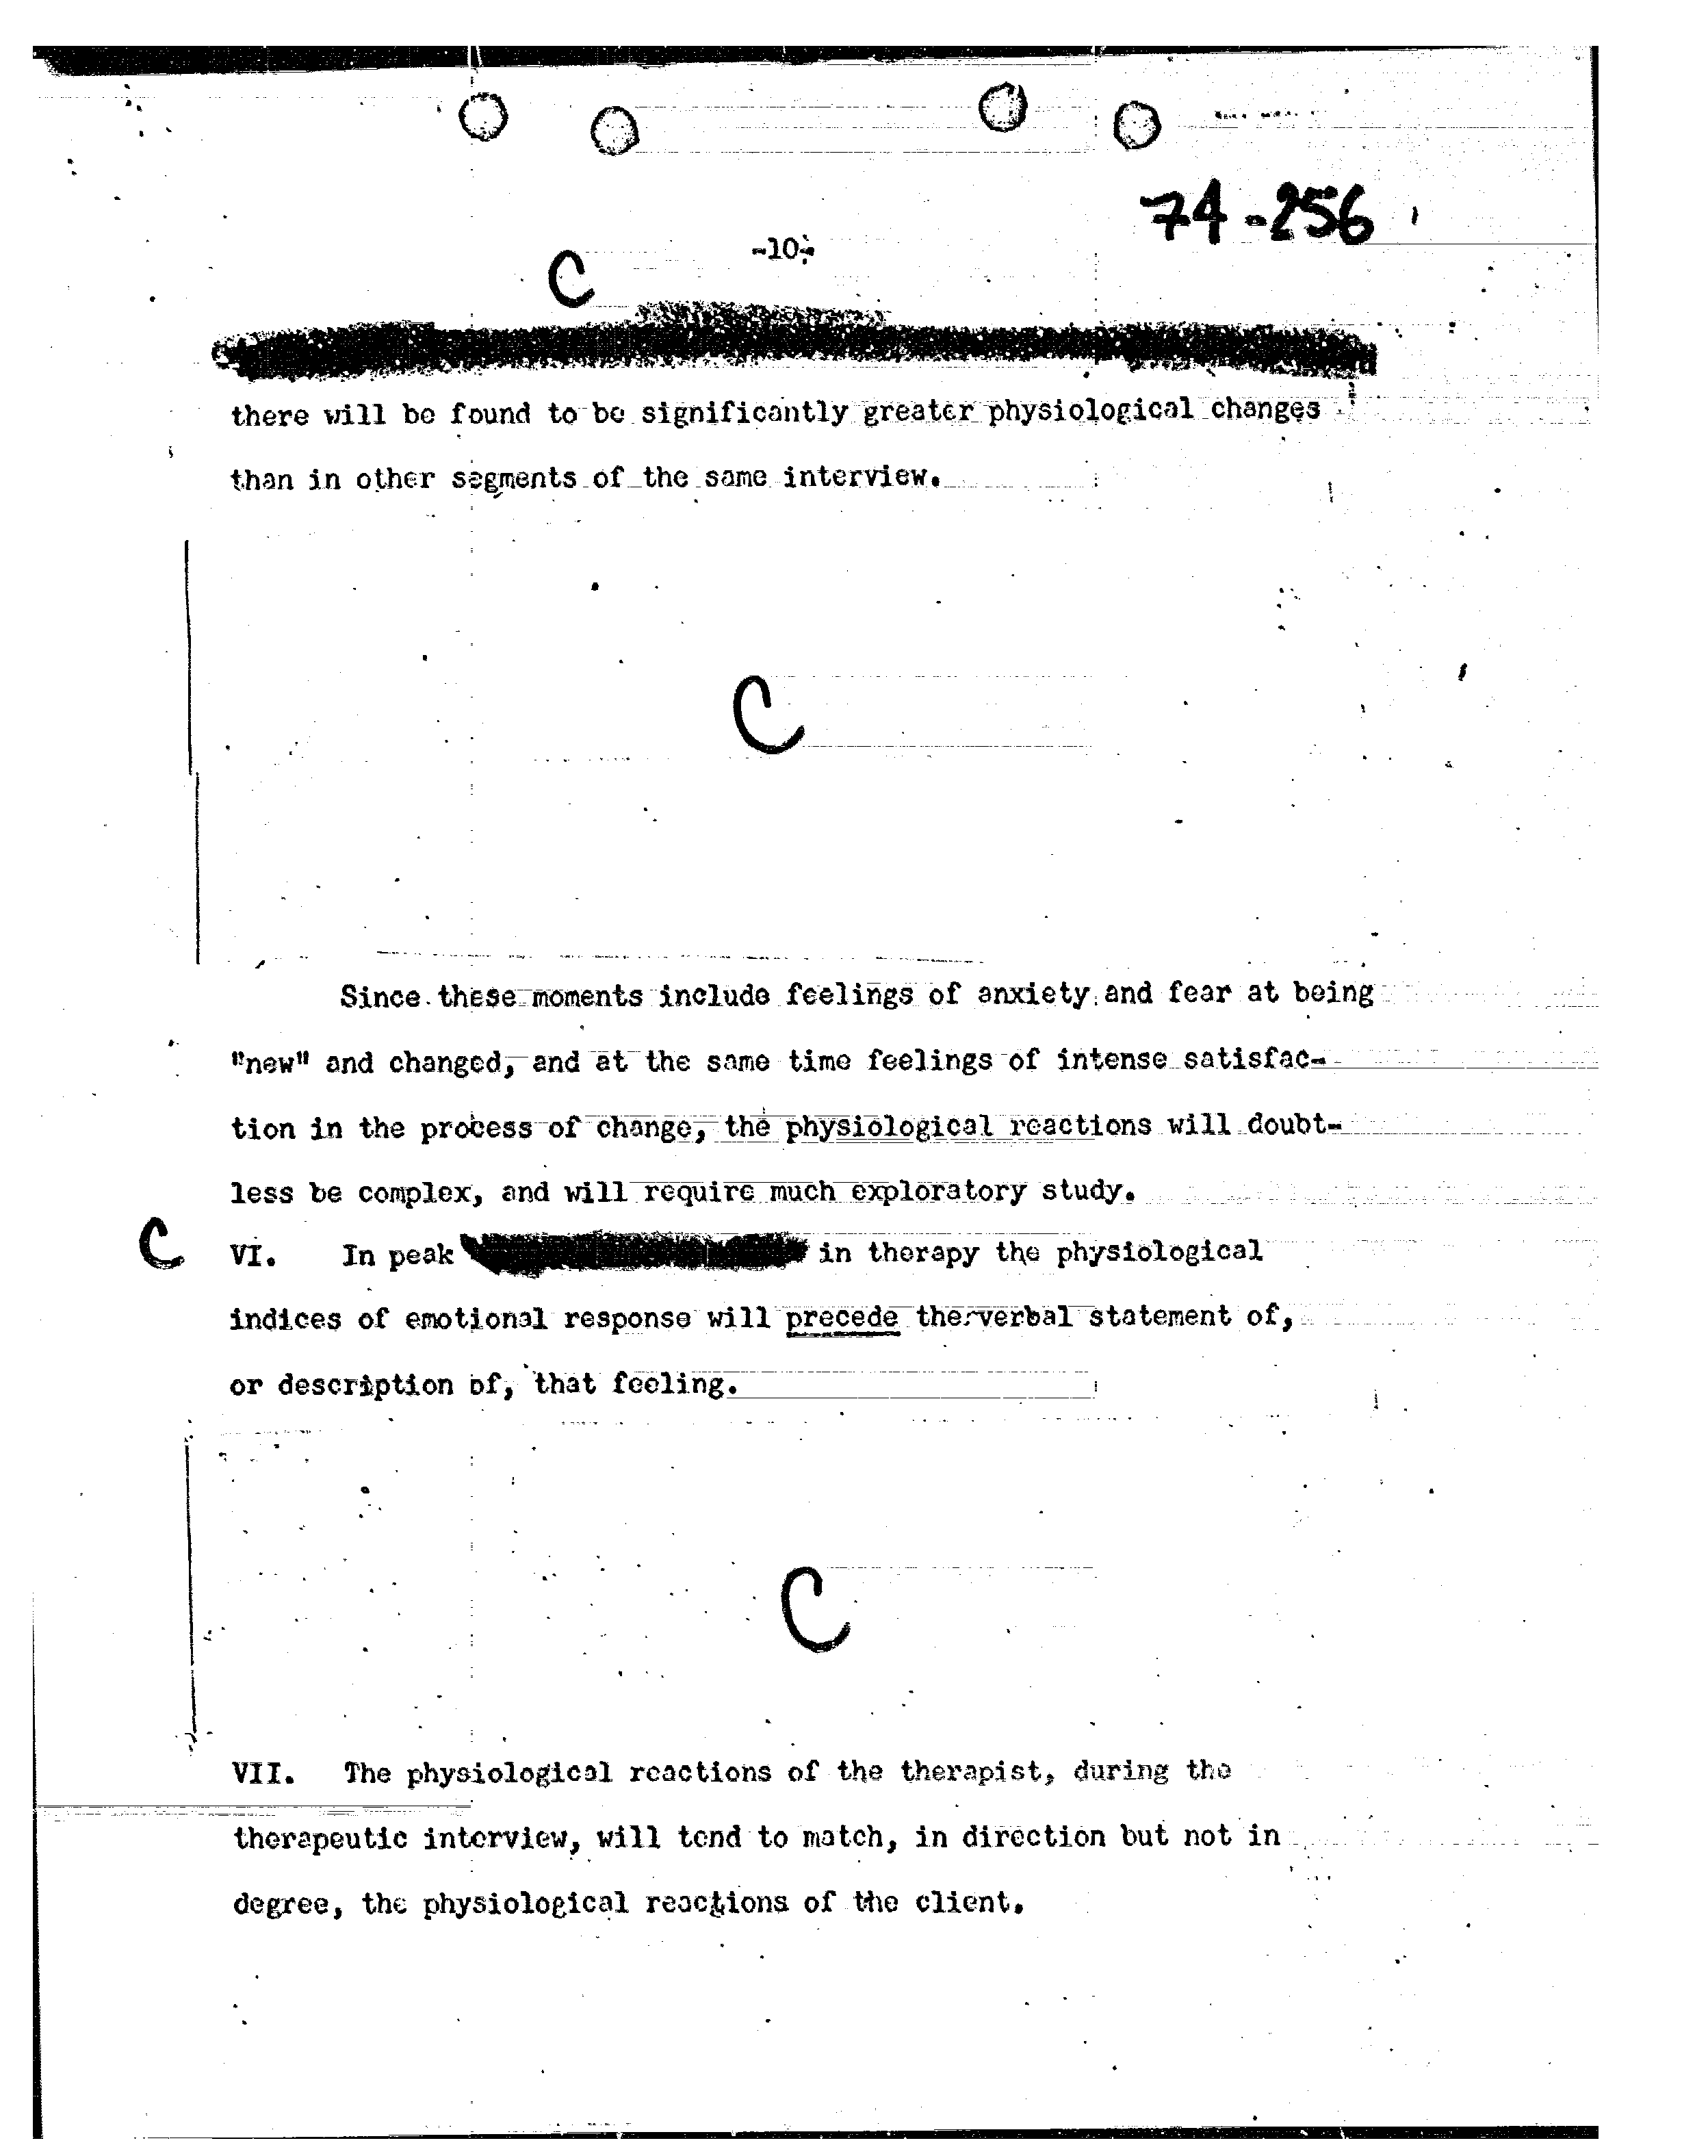 74-256
-10-
C
there will be found to be significantly greater physiological changes
than in other segments of the same interview.
C
Since these moments include feelings of anxiety and fear at being
"new" and changed, and at the same time feelings of intense satisfac-
tion in the process of change, the physiological reactions will doubt-
less be complex, and will require much exploratory study.
C VI. In peak in therapy the physiological
indices of emotional response will precede the verbal statement of,
or description of, that feeling.
C
VII. The physiological reactions of the therapist, during the
therapeutic interview, will tend to match, in direction but not in
degree, the physiological reactions of the client.